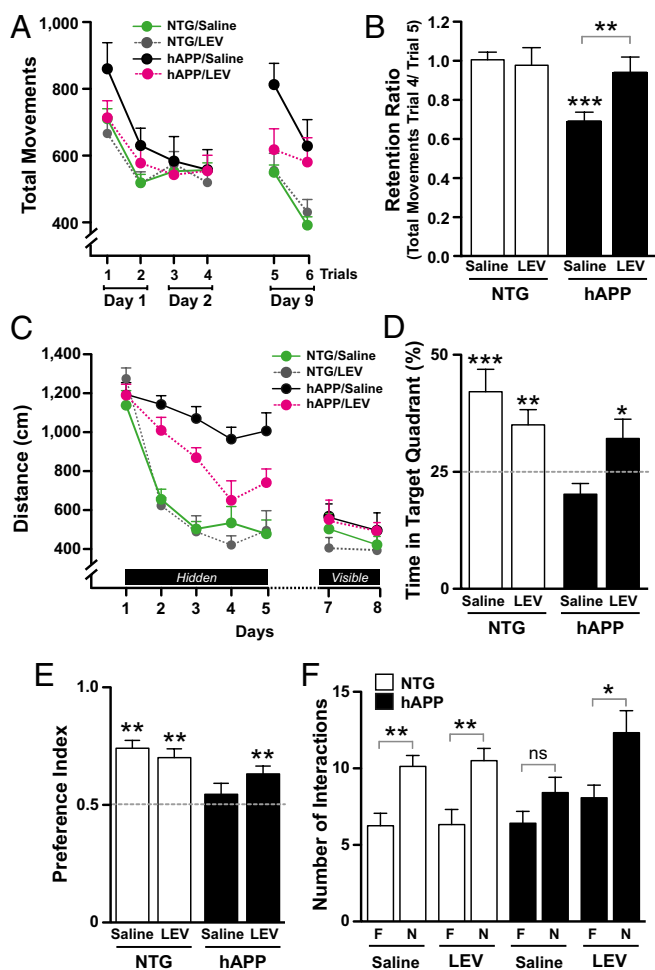 A
1,000
800
600
400
Total Movements
NTG/Saline
NTG/LEV
hAPP/Saline
hAPP/LEV
1 2 3 4 5 6 Trials
Day 1 Day 2 Day 9
B
Retention Ratio
(Total Movements Trial 4/ Trial 5)
1.2
1.0
0.8
0.6
0.4
0.2
0
**
***
Saline LEV Saline LEV
NTG hAPP
C
1,400
1,200
1,000
800
600
400
Distance (cm)
NTG/Saline
NTG/LEV
hAPP/Saline
hAPP/LEV
Hidden Visible
1 2 3 4 5 7 8
Days
D
Time in Target Quadrant (%)
50
25
0
*** ** *
Saline LEV Saline LEV
NTG hAPP
E
Preference Index
1.0
0.5
0
** ** **
Saline LEV Saline LEV
NTG hAPP
F
Number of Interactions
15
10
5
0
NTG
hAPP
** ** ns *
F N F N F N F N
Saline LEV Saline LEV